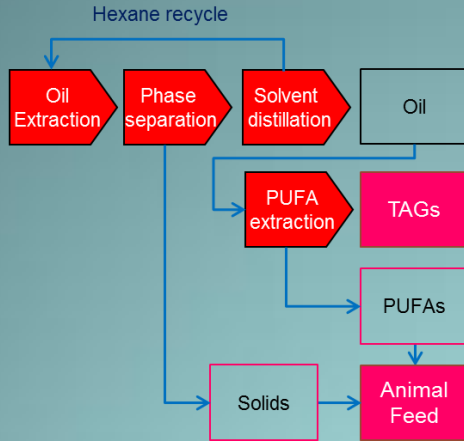 Hexane recycle
Oil
Extraction
Phase
separation
Solvent
distillation
Oil
PUFA
extraction
TAGs
PUFAs
Solids
Animal
Feed